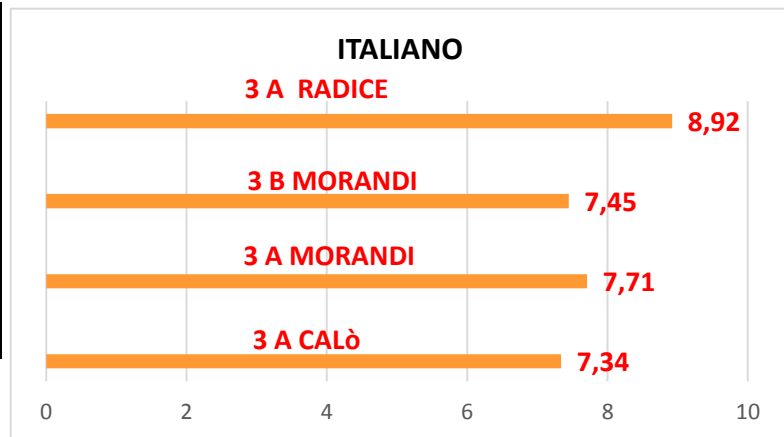 ITALIANO
3 A RADICE
8,92
3 B MORANDI
7,45
3 A MORANDI
7,71
3 A CALò
7,34
0 2 4 6 8 10